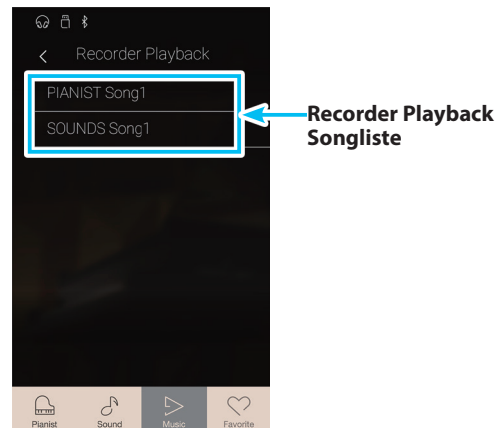 Recorder Playback
PIANIST Song1
SOUNDS Song1
Recorder Playback
Songliste
Pianist
Sound
Music
Favorite